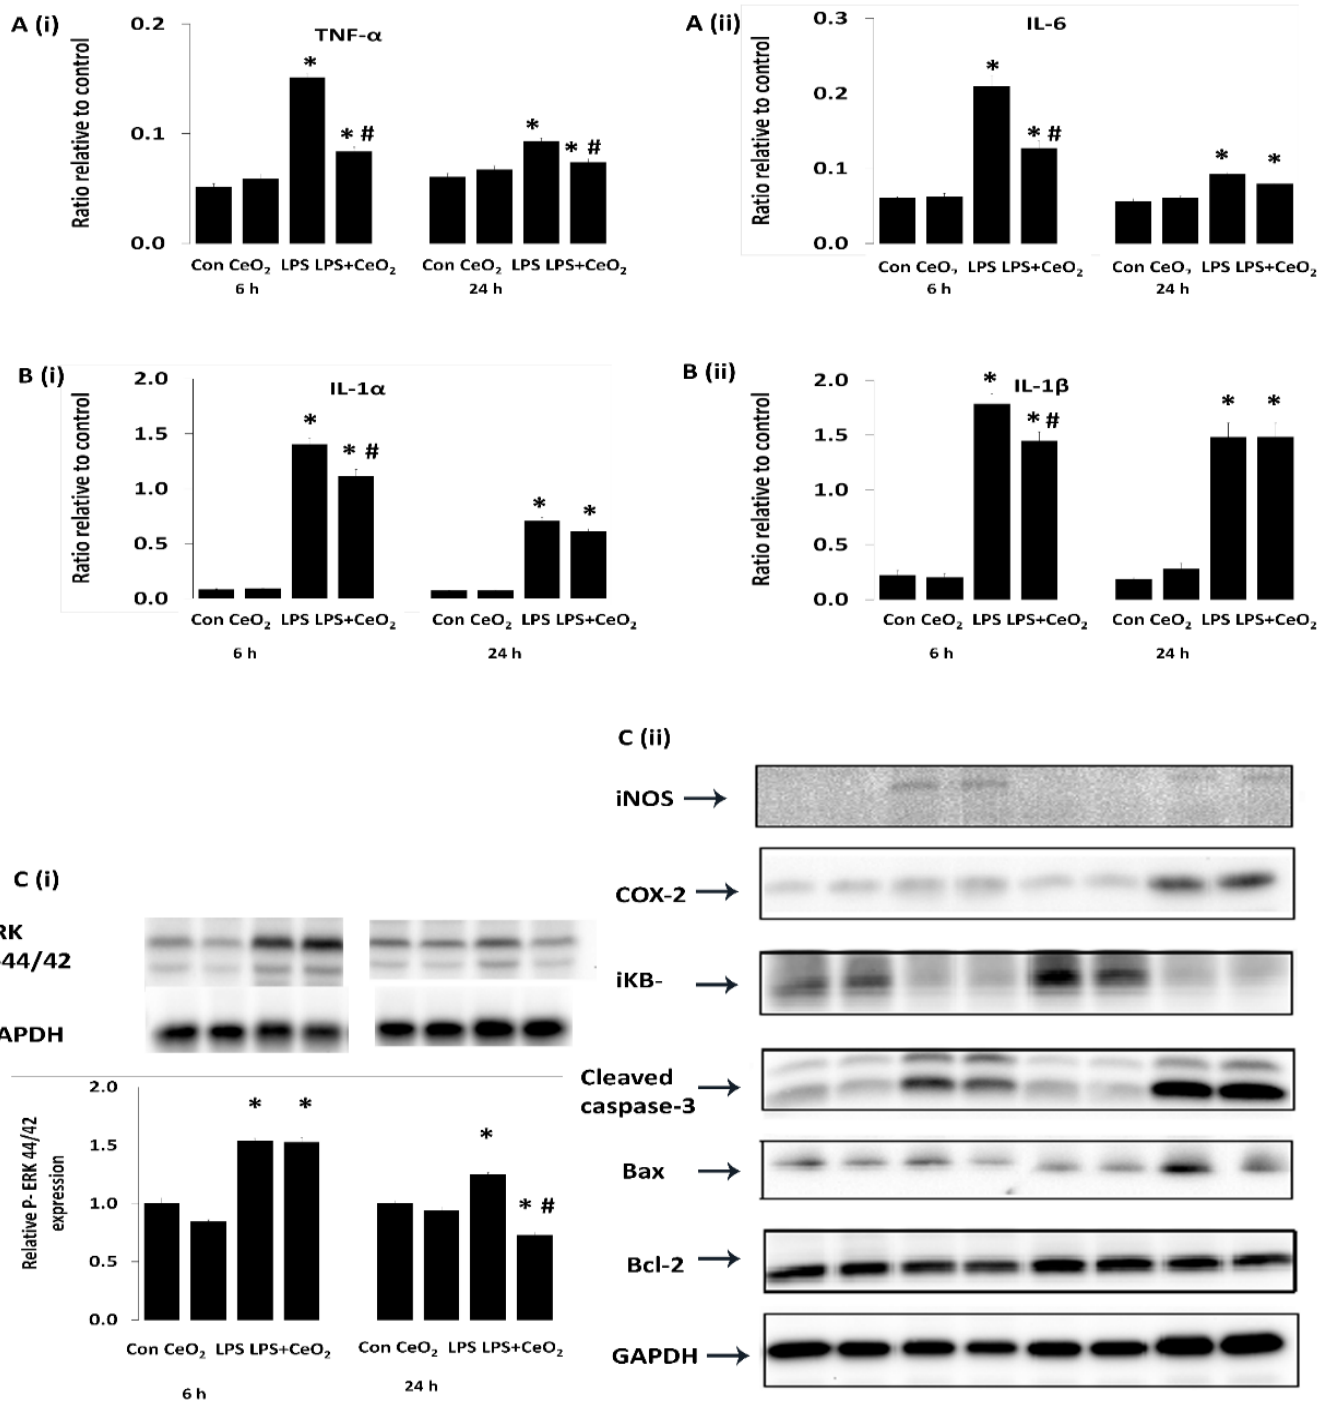 A (i)
TNF-α
Ratio relative to control
0.2
0.1
0.0
*
* #
*
* #
Con CeO₂ LPS LPS+CeO₂
6 h
Con CeO₂ LPS LPS+CeO₂
24 h
A (ii)
IL-6
Ratio relative to control
0.3
0.2
0.1
0.0
*
* #
*
*
Con CeO₂ LPS LPS+CeO₂
6 h
Con CeO₂ LPS LPS+CeO₂
24 h
B (i)
IL-1α
Ratio relative to control
2.0
1.5
1.0
0.5
0.0
*
* #
*
*
Con CeO₂ LPS LPS+CeO₂
6 h
Con CeO₂ LPS LPS+CeO₂
24 h
B (ii)
IL-1β
Ratio relative to control
2.0
1.5
1.0
0.5
0.0
*
* #
*
*
Con CeO₂ LPS LPS+CeO₂
6 h
Con CeO₂ LPS LPS+CeO₂
24 h
C (i)
RK
44/42
APDH
Relative P- ERK 44/42
expression
2.0
1.5
1.0
0.5
0.0
*
*
*
* #
Con CeO₂ LPS LPS+CeO₂
6 h
Con CeO₂ LPS LPS+CeO₂
24 h
C (ii)
iNOS
COX-2
iKB-
Cleaved
caspase-3
Bax
Bcl-2
GAPDH